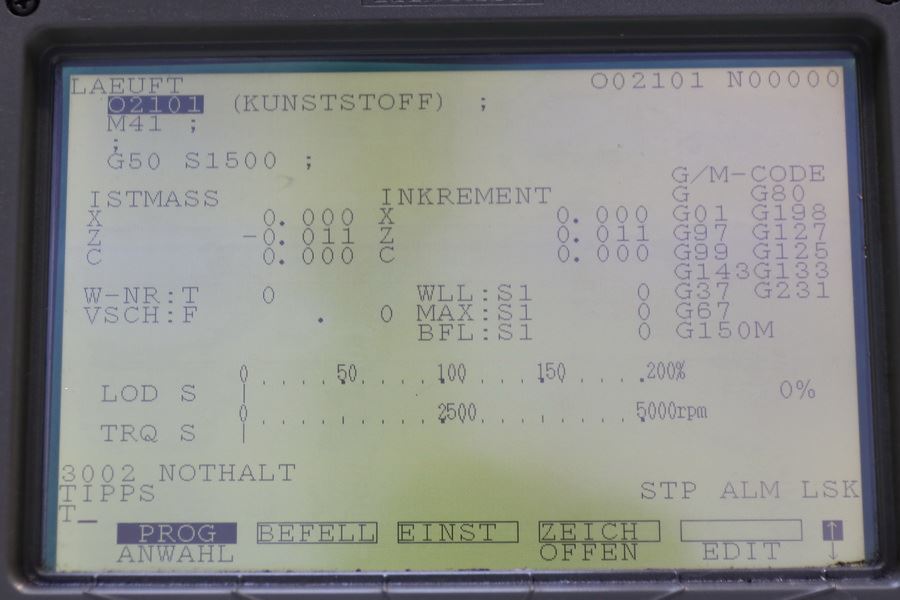 LAEUFT O02101 N00000
O2101 (KUNSTSTOFF) ;
M41 ;
;
G50 S1500 ;
G/M-CODE
ISTMASS INKREMENT G G80
X 0. 000 X 0. 000 G01 G198
Z -0. 011 Z 0. 011 G97 G127
C 0. 000 C 0. 000 G99 G125
G143G133
W-NR:T 0 WLL:S1 0 G37 G231
VSCH:F . 0 MAX:S1 0 G67
BFL:S1 0 G150M
0 50 100 150 200%
LOD S 0%
0 2500 5000rpm
TRQ S
3002 NOTHALT
TIPPS STP ALM LSK
T_
PROG BEFELL EINST ZEICH ↑
ANWAHL OFFEN EDIT ↓